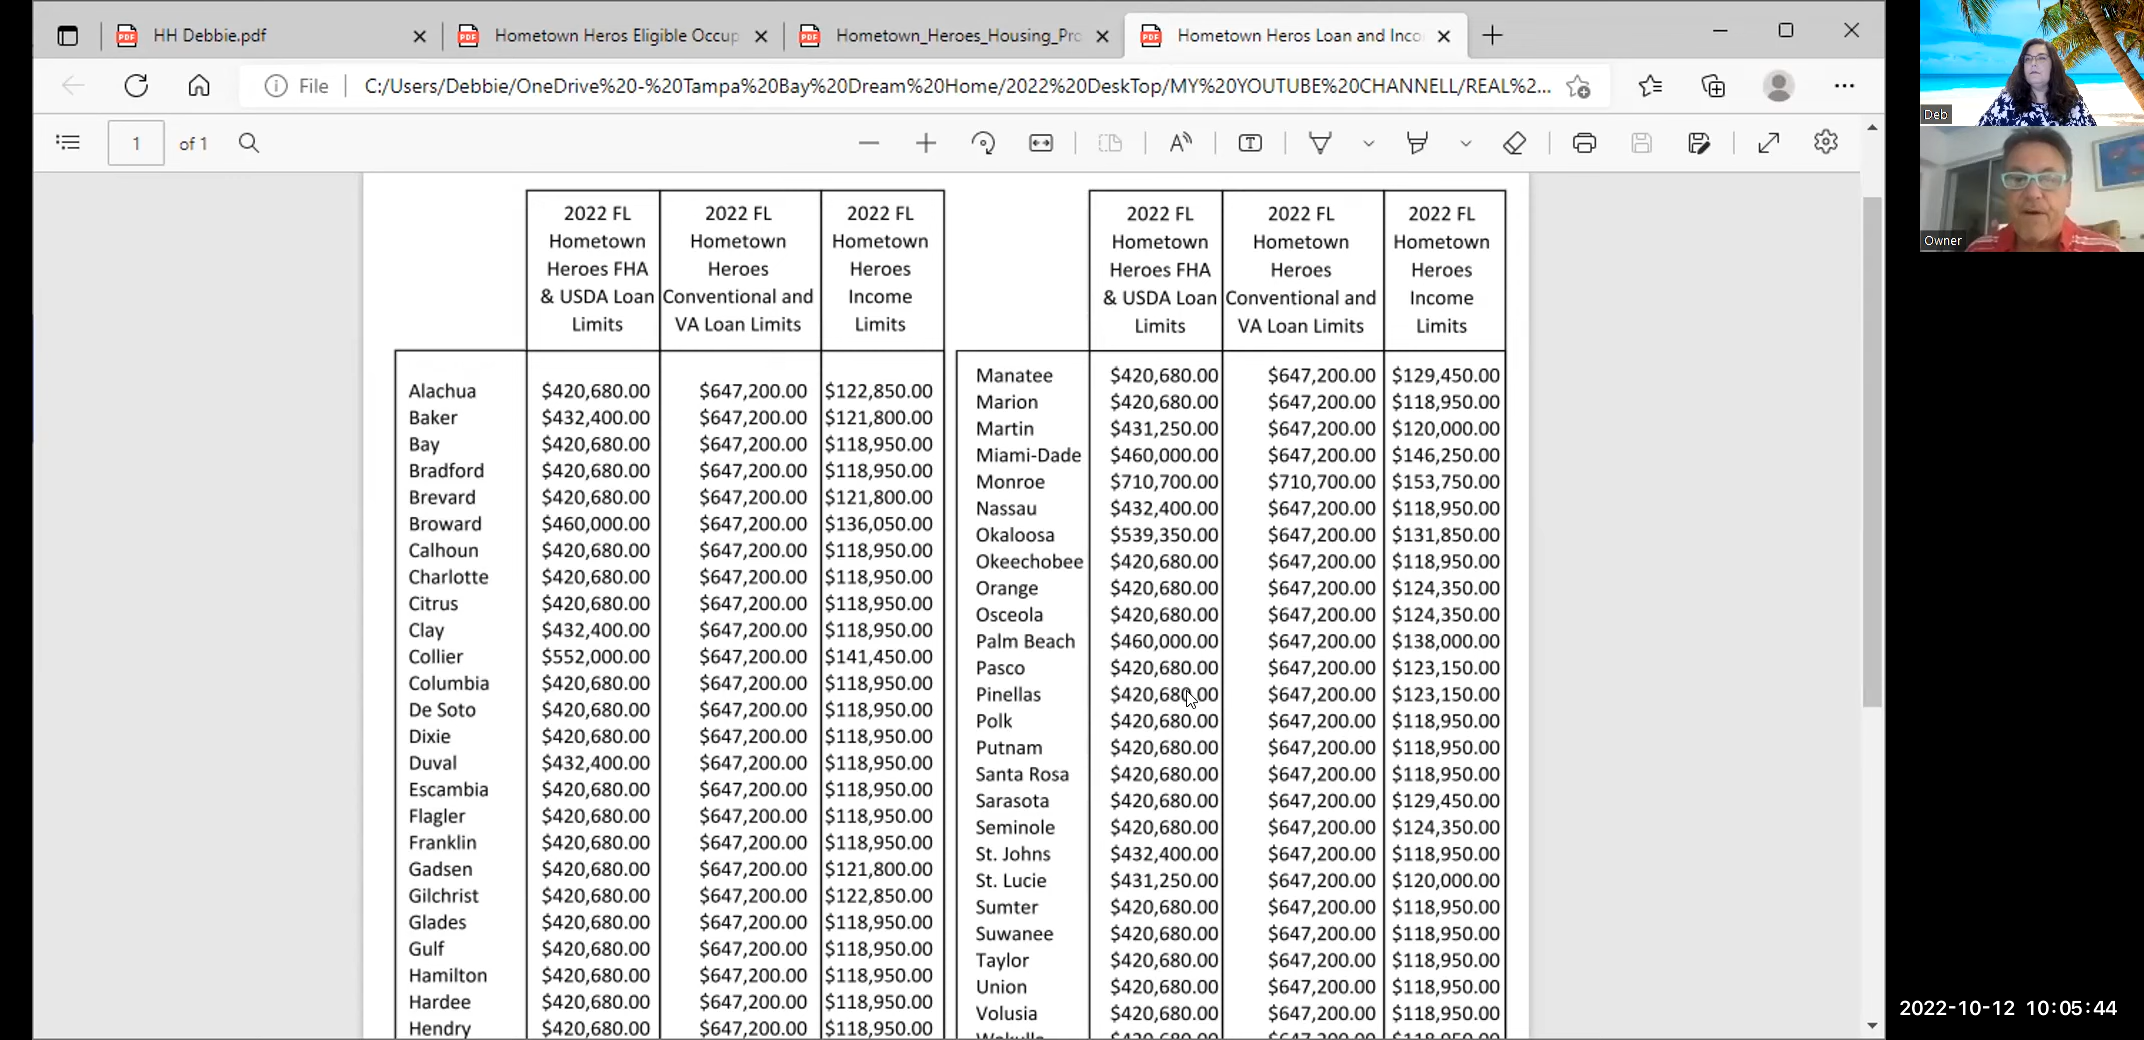 HH Debbie.pdf
Hometown Heros Eligible Occup
Hometown_Heroes_Housing_Pro
Hometown Heros Loan and Inco
File
C:/Users/Debbie/OneDrive%20-%20Tampa%20Bay%20Dream%20Home/2022%20DeskTop/MY%20YOUTUBE%20CHANNELL/REAL%2...
1 of 1
2022 FL Hometown Heroes FHA & USDA Loan Limits
2022 FL Hometown Heroes Conventional and VA Loan Limits
2022 FL Hometown Heroes Income Limits
Alachua $420,680.00 $647,200.00 $122,850.00
Baker $432,400.00 $647,200.00 $121,800.00
Bay $420,680.00 $647,200.00 $118,950.00
Bradford $420,680.00 $647,200.00 $118,950.00
Brevard $420,680.00 $647,200.00 $121,800.00
Broward $460,000.00 $647,200.00 $136,050.00
Calhoun $420,680.00 $647,200.00 $118,950.00
Charlotte $420,680.00 $647,200.00 $118,950.00
Citrus $420,680.00 $647,200.00 $118,950.00
Clay $432,400.00 $647,200.00 $118,950.00
Collier $552,000.00 $647,200.00 $141,450.00
Columbia $420,680.00 $647,200.00 $118,950.00
De Soto $420,680.00 $647,200.00 $118,950.00
Dixie $420,680.00 $647,200.00 $118,950.00
Duval $432,400.00 $647,200.00 $118,950.00
Escambia $420,680.00 $647,200.00 $118,950.00
Flagler $420,680.00 $647,200.00 $118,950.00
Franklin $420,680.00 $647,200.00 $118,950.00
Gadsen $420,680.00 $647,200.00 $121,800.00
Gilchrist $420,680.00 $647,200.00 $122,850.00
Glades $420,680.00 $647,200.00 $118,950.00
Gulf $420,680.00 $647,200.00 $118,950.00
Hamilton $420,680.00 $647,200.00 $118,950.00
Hardee $420,680.00 $647,200.00 $118,950.00
Hendry $420,680.00 $647,200.00 $118,950.00
2022 FL Hometown Heroes FHA & USDA Loan Limits
2022 FL Hometown Heroes Conventional and VA Loan Limits
2022 FL Hometown Heroes Income Limits
Manatee $420,680.00 $647,200.00 $129,450.00
Marion $420,680.00 $647,200.00 $118,950.00
Martin $431,250.00 $647,200.00 $120,000.00
Miami-Dade $460,000.00 $647,200.00 $146,250.00
Monroe $710,700.00 $710,700.00 $153,750.00
Nassau $432,400.00 $647,200.00 $118,950.00
Okaloosa $539,350.00 $647,200.00 $131,850.00
Okeechobee $420,680.00 $647,200.00 $118,950.00
Orange $420,680.00 $647,200.00 $124,350.00
Osceola $420,680.00 $647,200.00 $124,350.00
Palm Beach $460,000.00 $647,200.00 $138,000.00
Pasco $420,680.00 $647,200.00 $123,150.00
Pinellas $420,680.00 $647,200.00 $123,150.00
Polk $420,680.00 $647,200.00 $118,950.00
Putnam $420,680.00 $647,200.00 $118,950.00
Santa Rosa $420,680.00 $647,200.00 $118,950.00
Sarasota $420,680.00 $647,200.00 $129,450.00
Seminole $420,680.00 $647,200.00 $124,350.00
St. Johns $432,400.00 $647,200.00 $118,950.00
St. Lucie $431,250.00 $647,200.00 $120,000.00
Sumter $420,680.00 $647,200.00 $118,950.00
Suwanee $420,680.00 $647,200.00 $118,950.00
Taylor $420,680.00 $647,200.00 $118,950.00
Union $420,680.00 $647,200.00 $118,950.00
Volusia $420,680.00 $647,200.00 $118,950.00
Deb
Owner
2022-10-12 10:05:44